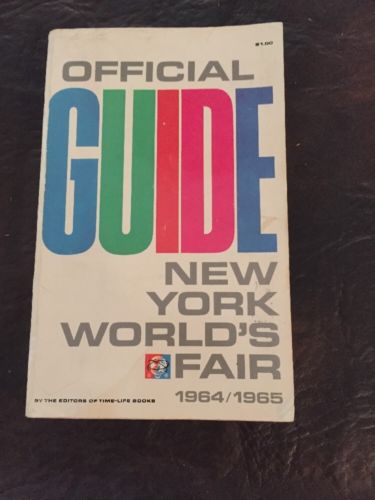 $1.00
OFFICIAL
GUIDE
NEW
YORK
WORLD'S
FAIR
BY THE EDITORS OF TIME-LIFE BOOKS
1964/1965